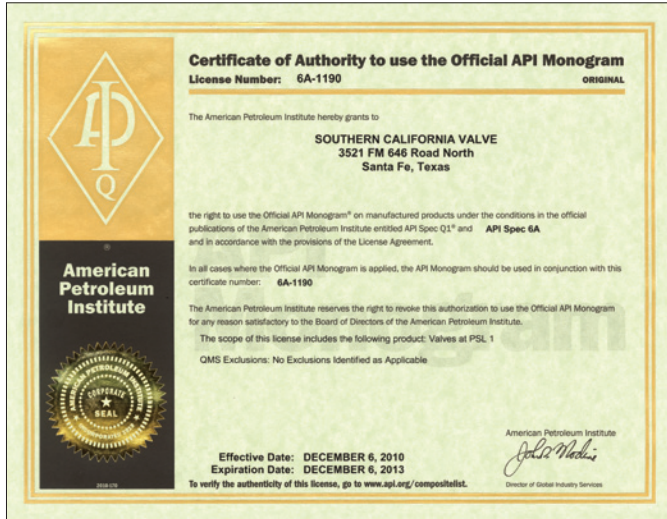 Certificate of Authority to use the Official API Monogram
License Number: 6A-1190
ORIGINAL
The American Petroleum Institute hereby grants to
SOUTHERN CALIFORNIA VALVE
3521 FM 646 Road North
Santa Fe, Texas
the right to use the Official API Monogram® on manufactured products under the conditions in the official
publications of the American Petroleum Institute entitled API Spec Q1® and API Spec 6A
and in accordance with the provisions of the License Agreement.
In all cases where the Official API Monogram is applied, the API Monogram should be used in conjunction with this
certificate number: 6A-1190
The American Petroleum Institute reserves the right to revoke this authorization to use the Official API Monogram
for any reason satisfactory to the Board of Directors of the American Petroleum Institute.
The scope of this license includes the following product: Valves at PSL 1
QMS Exclusions: No Exclusions Identified as Applicable
Effective Date: DECEMBER 6, 2010
Expiration Date: DECEMBER 6, 2013
To verify the authenticity of this license, go to www.api.org/compositelist.
American Petroleum Institute
Director of Global Industry Services
API
Q
®
American
Petroleum
Institute
AMERICAN PETROLEUM INSTITUTE
CORPORATE
SEAL